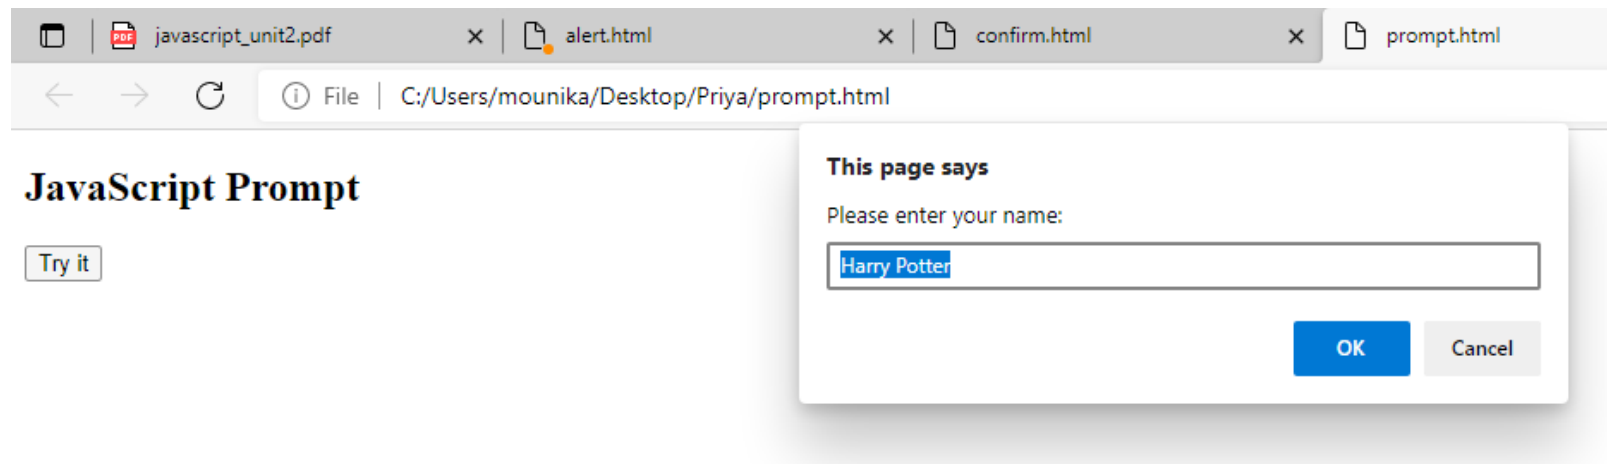 javascript_unit2.pdf alert.html confirm.html prompt.html
File C:/Users/mounika/Desktop/Priya/prompt.html
JavaScript Prompt
Try it
This page says
Please enter your name:
Harry Potter
OK Cancel